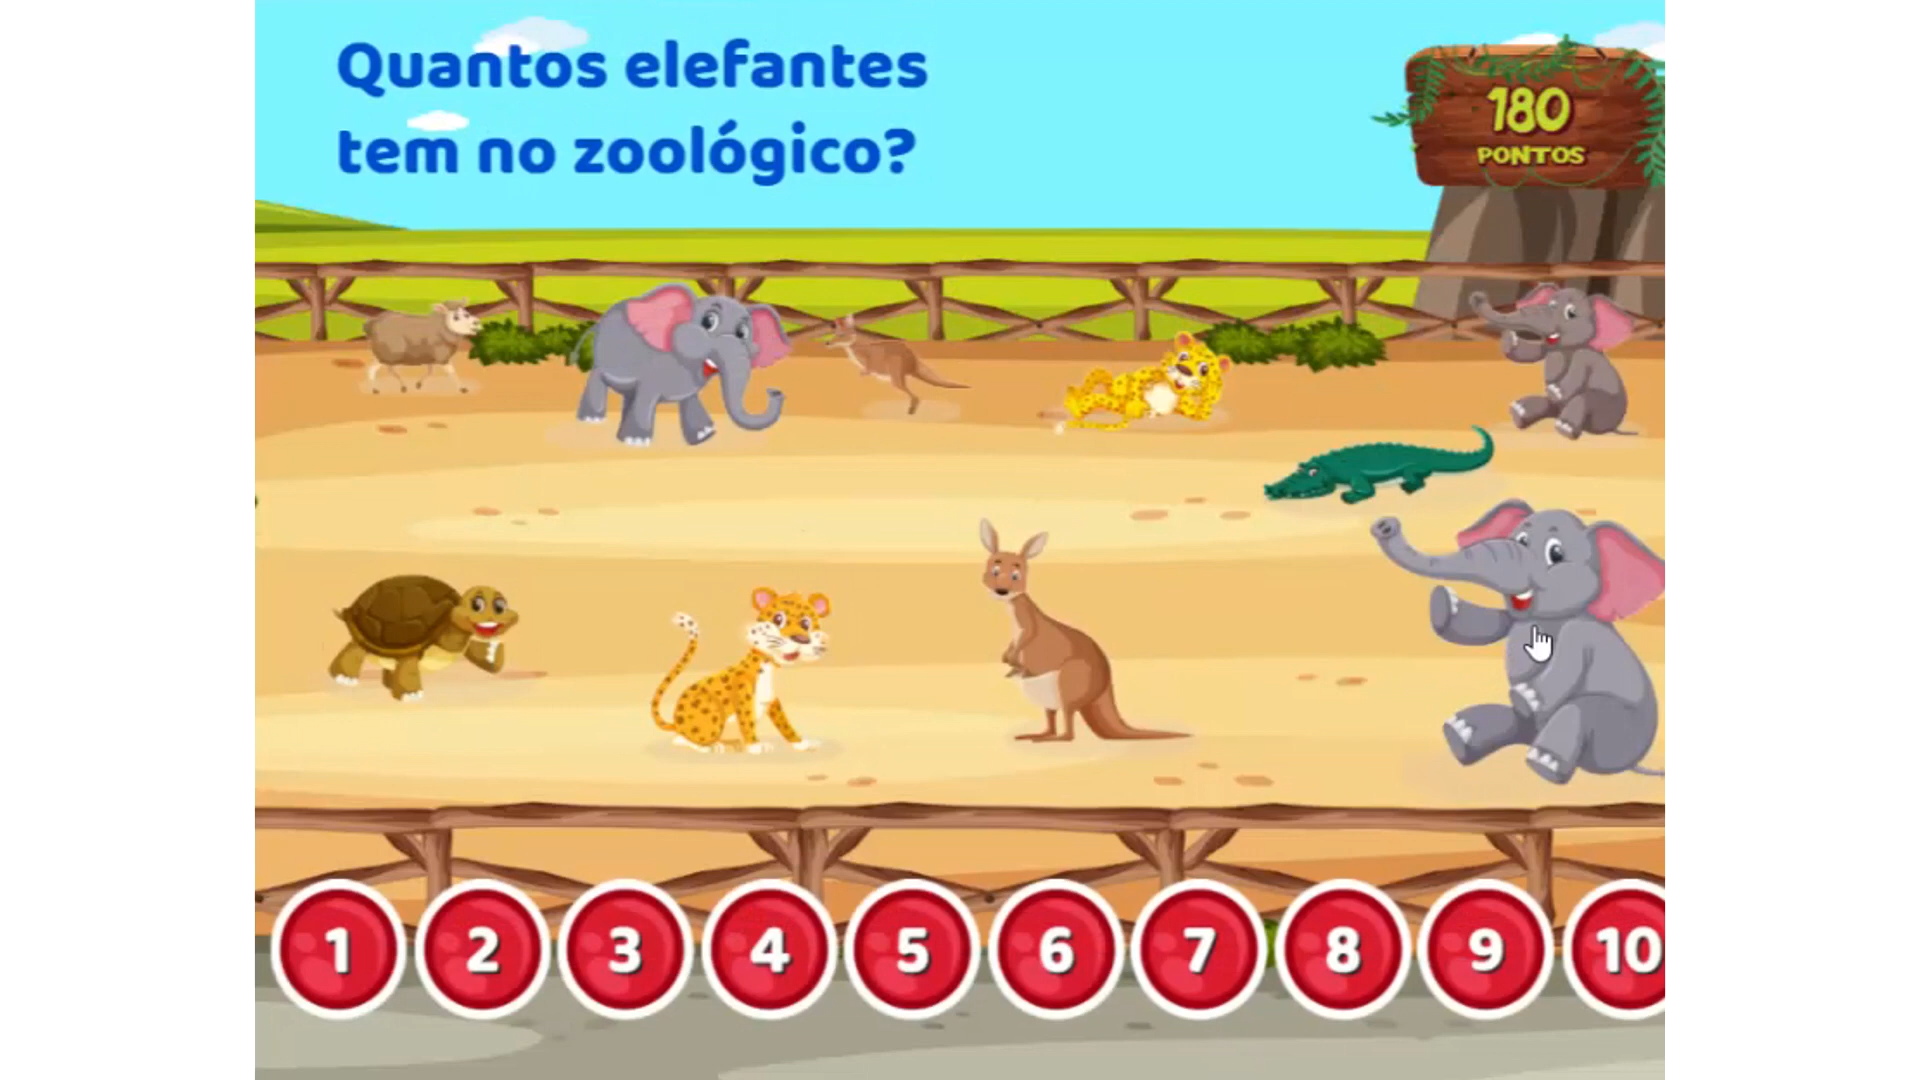 Quantos elefantes
tem no zoológico?
180
PONTOS
1 2 3 4 5 6 7 8 9 10